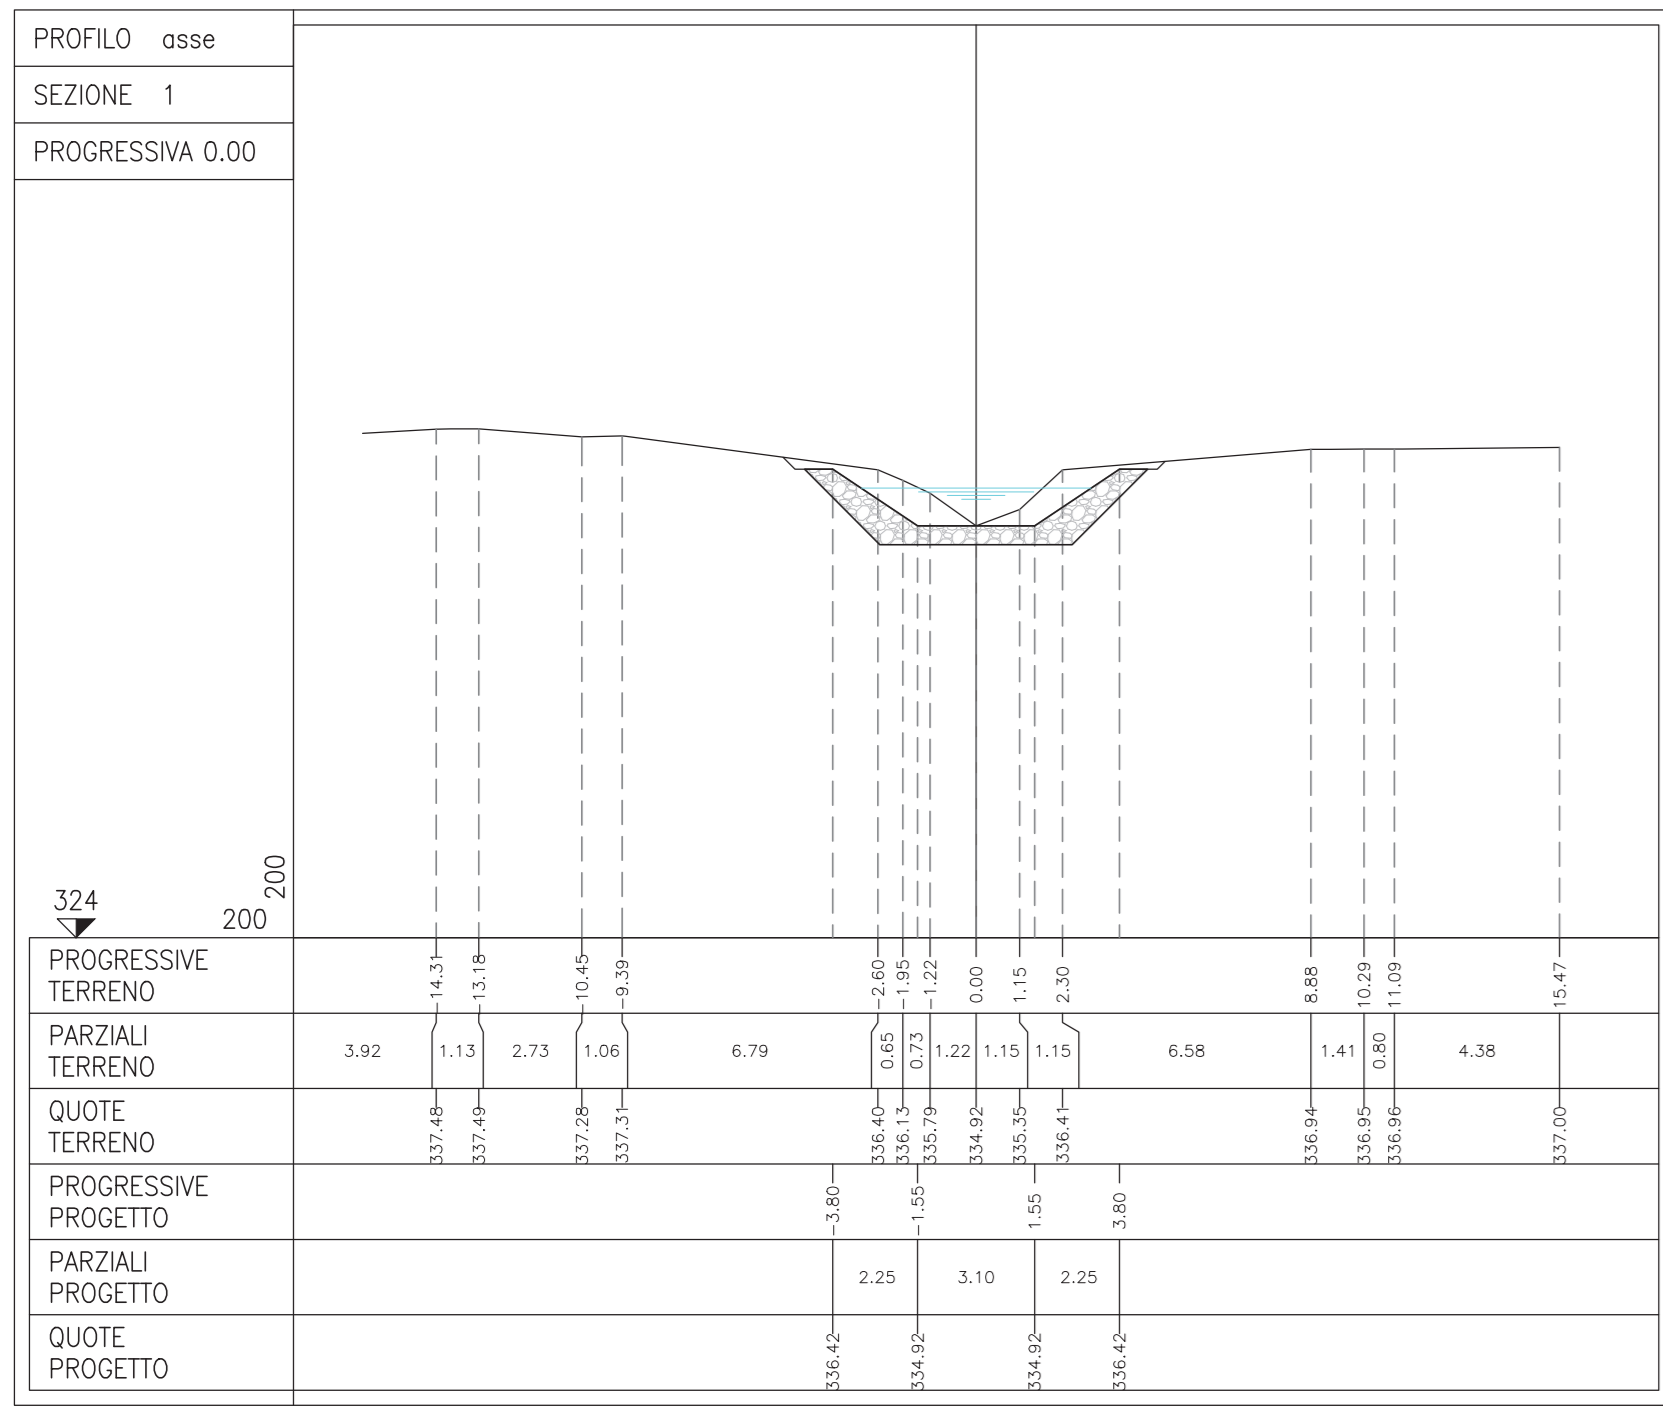 PROFILO asse
SEZIONE 1
PROGRESSIVA 0.00
324
200
200
PROGRESSIVE
TERRENO
-14.31 -13.18 -10.45 -9.39 -2.60 -1.95 -1.22 0.00 1.15 2.30 8.88 10.29 11.09 15.47
PARZIALI
TERRENO
3.92 1.13 2.73 1.06 6.79 0.65 0.73 1.22 1.15 1.15 6.58 1.41 0.80 4.38
QUOTE
TERRENO
337.48 337.49 337.28 337.31 336.40 336.13 335.79 334.92 335.35 336.41 336.94 336.95 336.96 337.00
PROGRESSIVE
PROGETTO
-3.80 -1.55 1.55 3.80
PARZIALI
PROGETTO
2.25 3.10 2.25
QUOTE
PROGETTO
336.42 334.92 334.92 336.42